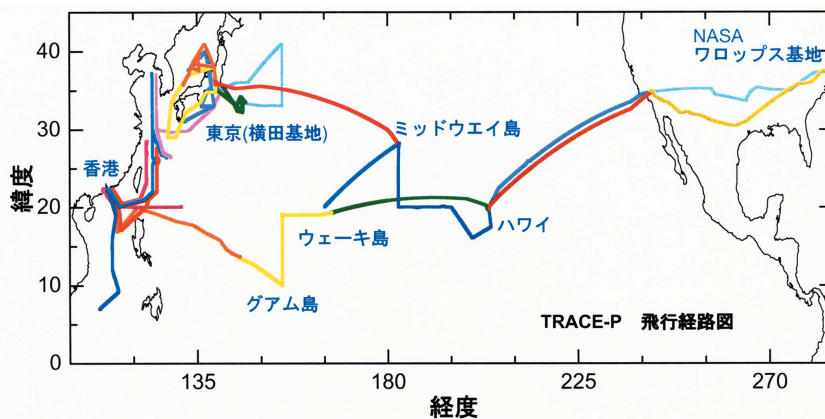 NASA
ワロップス基地
東京(横田基地)
ミッドウエイ島
香港
ウェーキ島
ハワイ
グアム島
TRACE-P 飛行経路図
緯度
経度
40
30
20
10
0
135
180
225
270